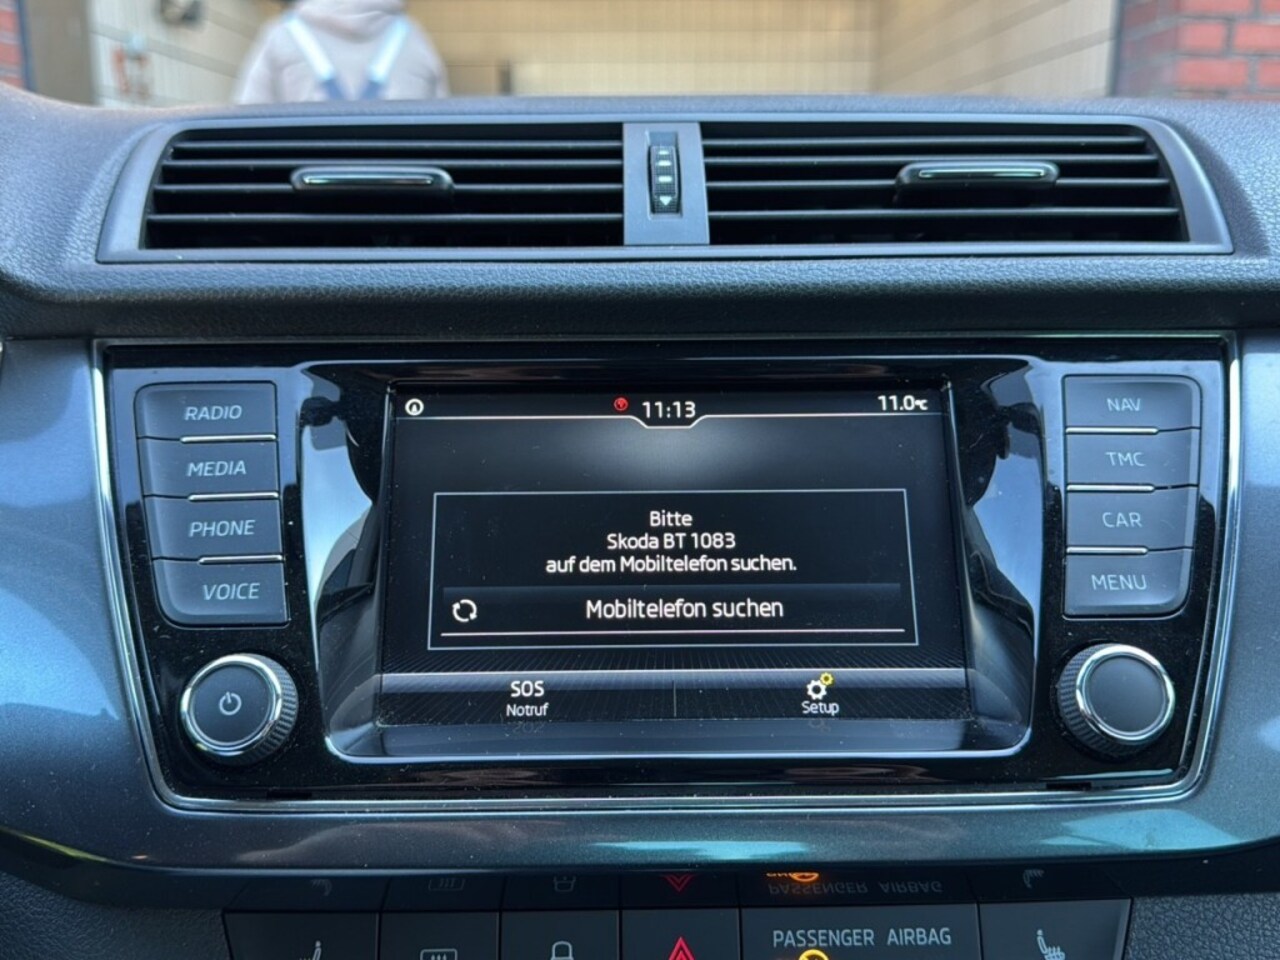 RADIO
MEDIA
PHONE
VOICE
11:13
11.0°C
Bitte
Skoda BT 1083
auf dem Mobiltelefon suchen.
Mobiltelefon suchen
SOS
Notruf
Setup
NAV
TMC
CAR
MENU
PASSENGER AIRBAG